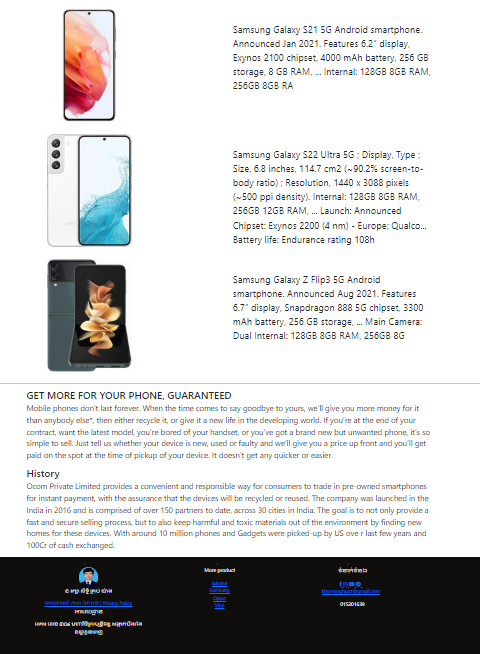 Samsung Galaxy S21 5G Android smartphone.
Announced Jan 2021. Features 6.2″ display,
Exynos 2100 chipset, 4000 mAh battery, 256 GB
storage, 8 GB RAM, ... Internal: 128GB 8GB RAM,
256GB 8GB RA
Samsung Galaxy S22 Ultra 5G ; Display, Type ;
Size, 6.8 inches, 114.7 cm2 (~90.2% screen-to-
body ratio) ; Resolution, 1440 x 3088 pixels
(~500 ppi density). Internal: 128GB 8GB RAM,
256GB 12GB RAM, ... Launch: Announced
Chipset: Exynos 2200 (4 nm) - Europe; Qualco...
Battery life: Endurance rating 108h
Samsung Galaxy Z Flip3 5G Android
smartphone. Announced Aug 2021. Features
6.7″ display, Snapdragon 888 5G chipset, 3300
mAh battery, 256 GB storage, ... Main Camera:
Dual Internal: 128GB 8GB RAM, 256GB 8G
GET MORE FOR YOUR PHONE, GUARANTEED
Mobile phones don't last forever. When the time comes to say goodbye to yours, we'll give you more money for it
than anybody else*, then either recycle it, or give it a new life in the developing world. If you're at the end of your
contract, want the latest model, you're bored of your handset, or you've got a brand new but unwanted phone, it's so
simple to sell. Just tell us whether your device is new, used or faulty and we'll give you a price up front and you'll get
paid on the spot at the time of pickup of your device. It doesn't get any quicker or easier.
History
Ocom Private Limited provides a convenient and responsible way for consumers to trade in pre-owned smartphones
for instant payment, with the assurance that the devices will be recycled or reused. The company was launched in the
India in 2016 and is comprised of over 150 partners to date, across 30 cities in India. The goal is to not only provide a
fast and secure selling process, but to also keep harmful and toxic materials out of the environment by finding new
homes for these devices. With around 10 million phones and Gadgets were picked-up by US ove r last few years and
100Cr of cash exchanged.
More product
Iphone
Samsung
Oppo
Vivo
Privacy Policy
015201639